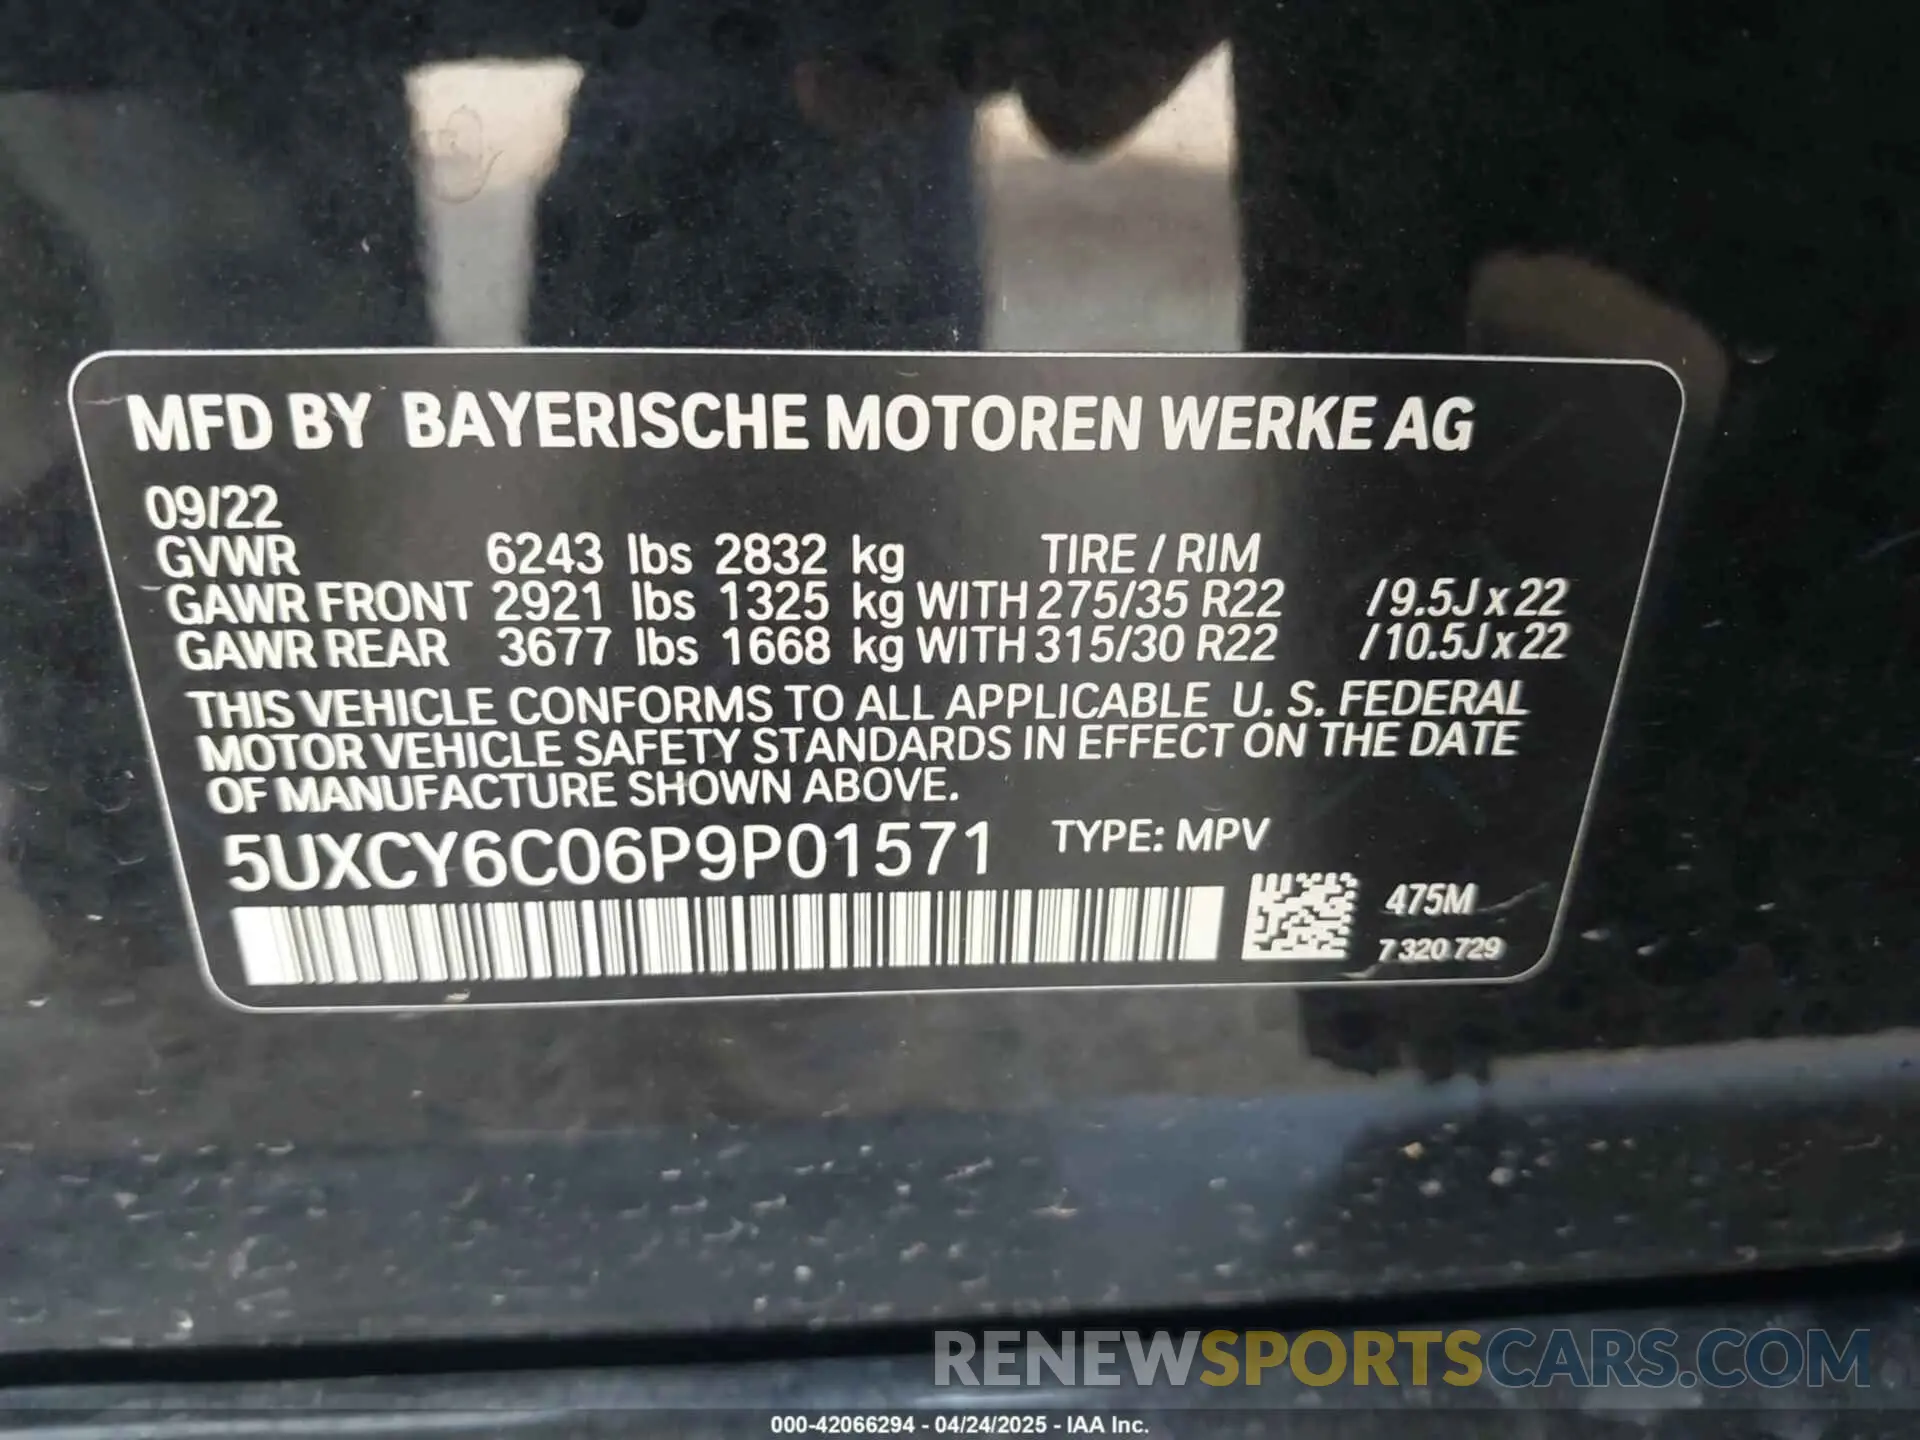 MFD BY BAYERISCHE MOTOREN WERKE AG
09/22
GVWR 6243 lbs 2832 kg TIRE / RIM
GAWR FRONT 2921 lbs 1325 kg WITH 275/35 R22 /9.5J x 22
GAWR REAR 3677 lbs 1668 kg WITH 315/30 R22 /10.5J x 22
THIS VEHICLE CONFORMS TO ALL APPLICABLE U. S. FEDERAL
MOTOR VEHICLE SAFETY STANDARDS IN EFFECT ON THE DATE
OF MANUFACTURE SHOWN ABOVE.
5UXCY6C06P9P01571 TYPE: MPV
475M
7 320 729
RENEWSPORTSCARS.COM
000-42066294 - 04/24/2025 - IAA Inc.